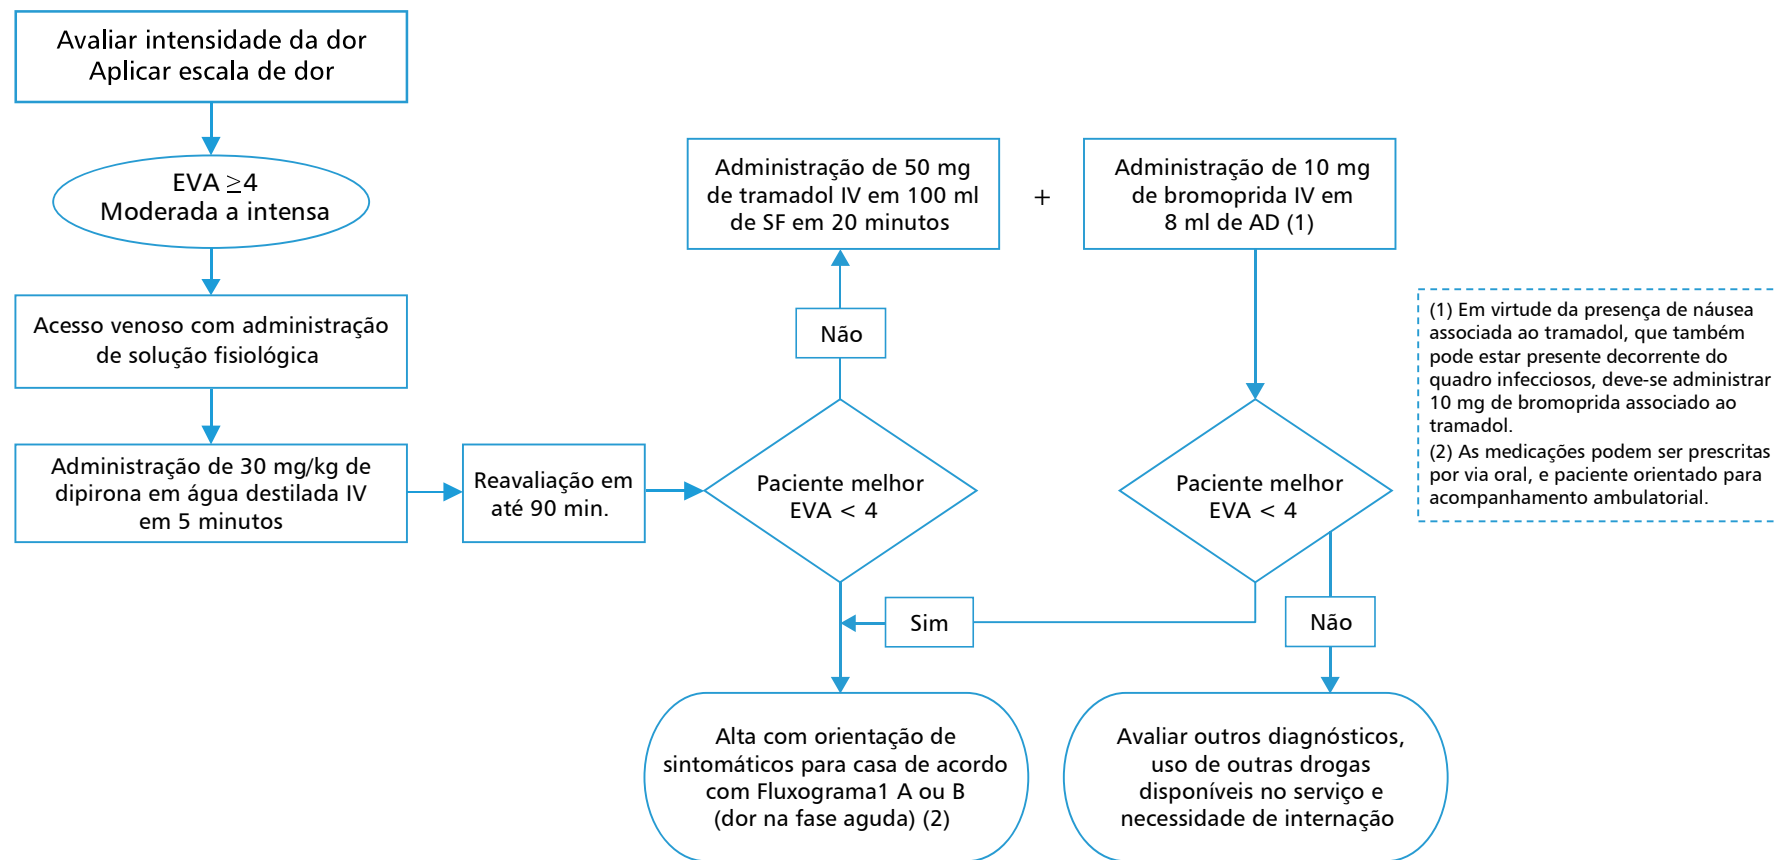 Avaliar intensidade da dor
Aplicar escala de dor
EVA ≥4
Moderada a intensa
Acesso venoso com administração
de solução fisiológica
Administração de 30 mg/kg de
dipirona em água destilada IV
em 5 minutos
Reavaliação em
até 90 min.
Paciente melhor
EVA < 4
Não
Administração de 50 mg
de tramadol IV em 100 ml
de SF em 20 minutos
+
Administração de 10 mg
de bromoprida IV em
8 ml de AD (1)
Paciente melhor
EVA < 4
Sim
Não
Alta com orientação de
sintomáticos para casa de acordo
com Fluxograma1 A ou B
(dor na fase aguda) (2)
Avaliar outros diagnósticos,
uso de outras drogas
disponíveis no serviço e
necessidade de internação
(1) Em virtude da presença de náusea
associada ao tramadol, que também
pode estar presente decorrente do
quadro infecciosos, deve-se administrar
10 mg de bromoprida associado ao
tramadol.
(2) As medicações podem ser prescritas
por via oral, e paciente orientado para
acompanhamento ambulatorial.